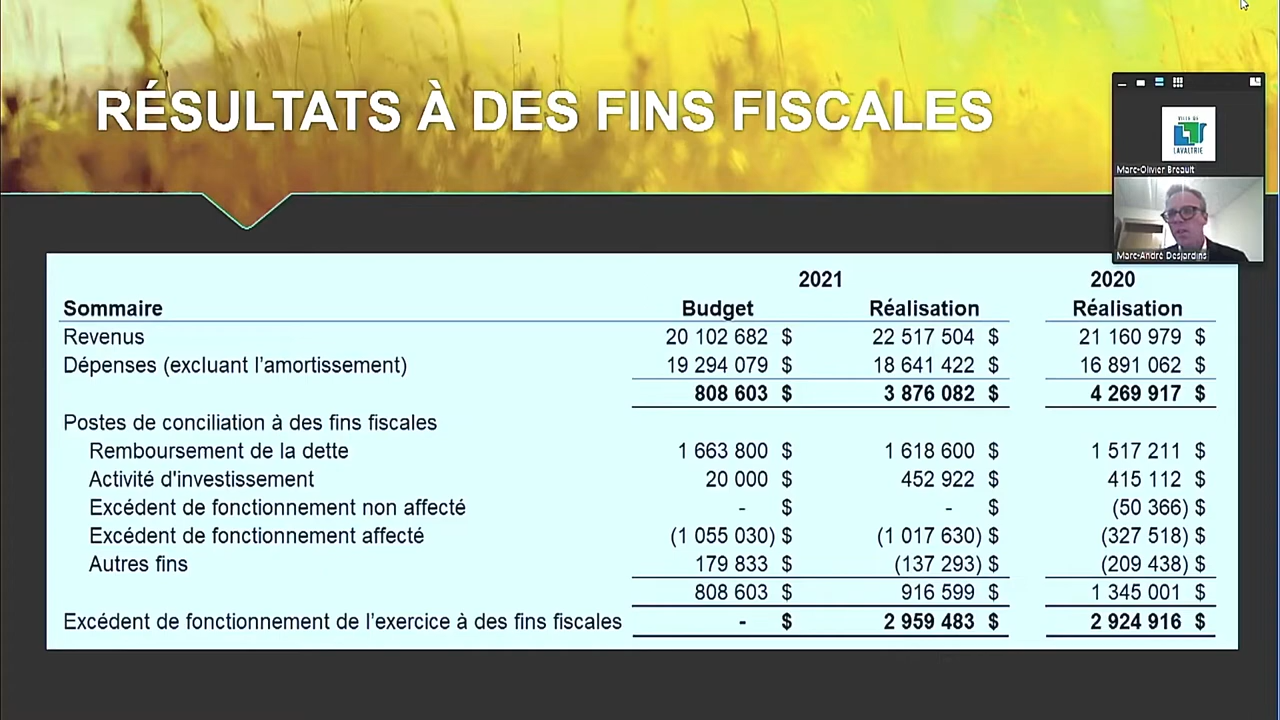 RÉSULTATS À DES FINS FISCALES
VILLE DE
LAVALTRIE
Marc-Olivier Breault
Marc-André Desjardins
2021 2020
Sommaire Budget Réalisation Réalisation
Revenus 20 102 682 $ 22 517 504 $ 21 160 979 $
Dépenses (excluant l'amortissement) 19 294 079 $ 18 641 422 $ 16 891 062 $
808 603 $ 3 876 082 $ 4 269 917 $
Postes de conciliation à des fins fiscales
Remboursement de la dette 1 663 800 $ 1 618 600 $ 1 517 211 $
Activité d'investissement 20 000 $ 452 922 $ 415 112 $
Excédent de fonctionnement non affecté - $ - $ (50 366) $
Excédent de fonctionnement affecté (1 055 030) $ (1 017 630) $ (327 518) $
Autres fins 179 833 $ (137 293) $ (209 438) $
808 603 $ 916 599 $ 1 345 001 $
Excédent de fonctionnement de l'exercice à des fins fiscales - $ 2 959 483 $ 2 924 916 $